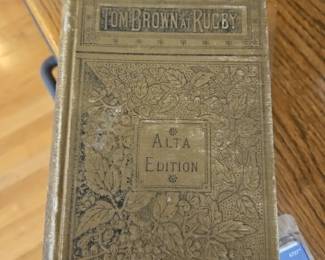 TOM BROWN AT RUGBY.
ALTA
EDITION